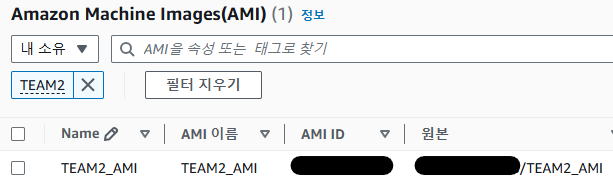 Amazon Machine Images(AMI) (1) 정보
내 소유 AMI을 속성 또는 태그로 찾기
TEAM2 필터 지우기
Name AMI 이름 AMI ID 원본
TEAM2_AMI TEAM2_AMI /TEAM2_AMI